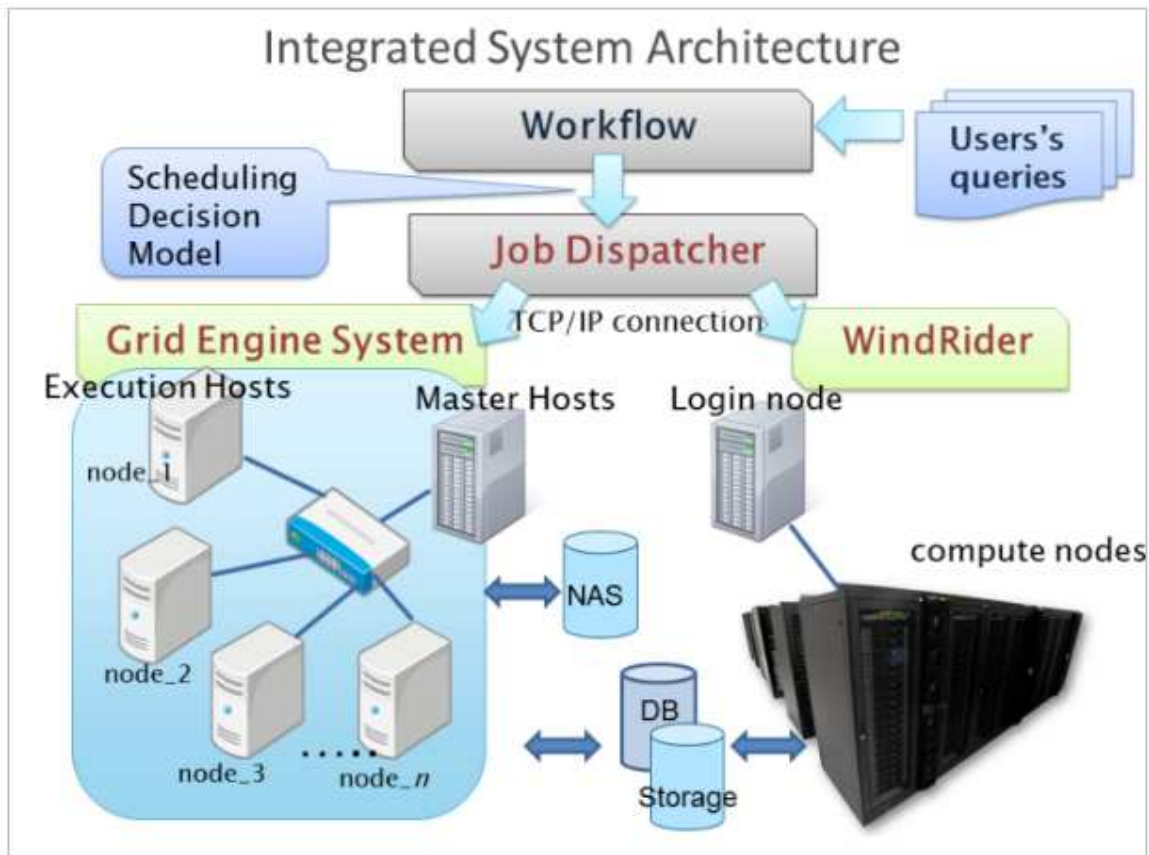 Integrated System Architecture
Workflow
Users's
queries
Scheduling
Decision
Model
Job Dispatcher
TCP/IP connection
Grid Engine System
WindRider
Execution Hosts
Master Hosts
Login node
node_1
compute nodes
NAS
node_2
DB
node_3
.....
node_n
Storage